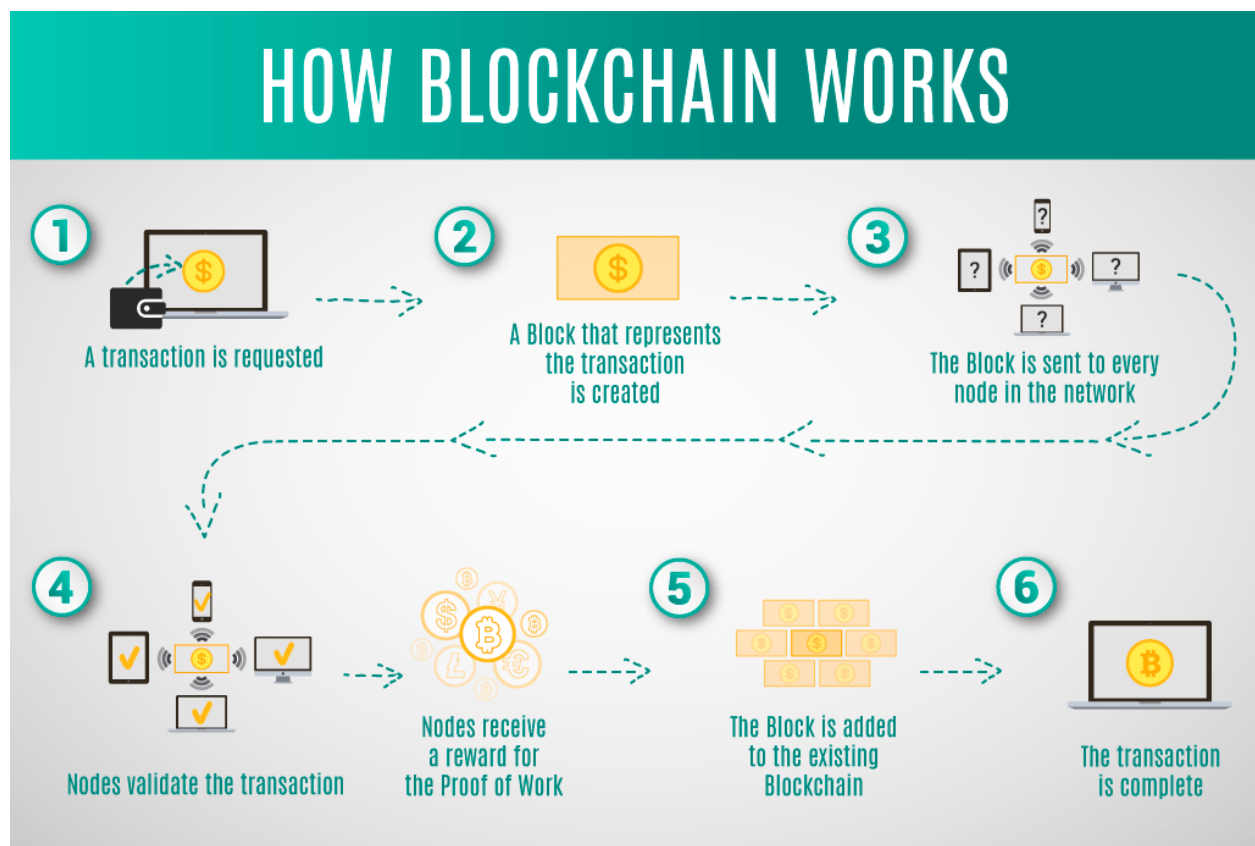 HOW BLOCKCHAIN WORKS
1
A transaction is requested
2
A Block that represents
the transaction
is created
3
The Block is sent to every
node in the network
4
Nodes validate the transaction
Nodes receive
a reward for
the Proof of Work
5
The Block is added
to the existing
Blockchain
6
The transaction
is complete